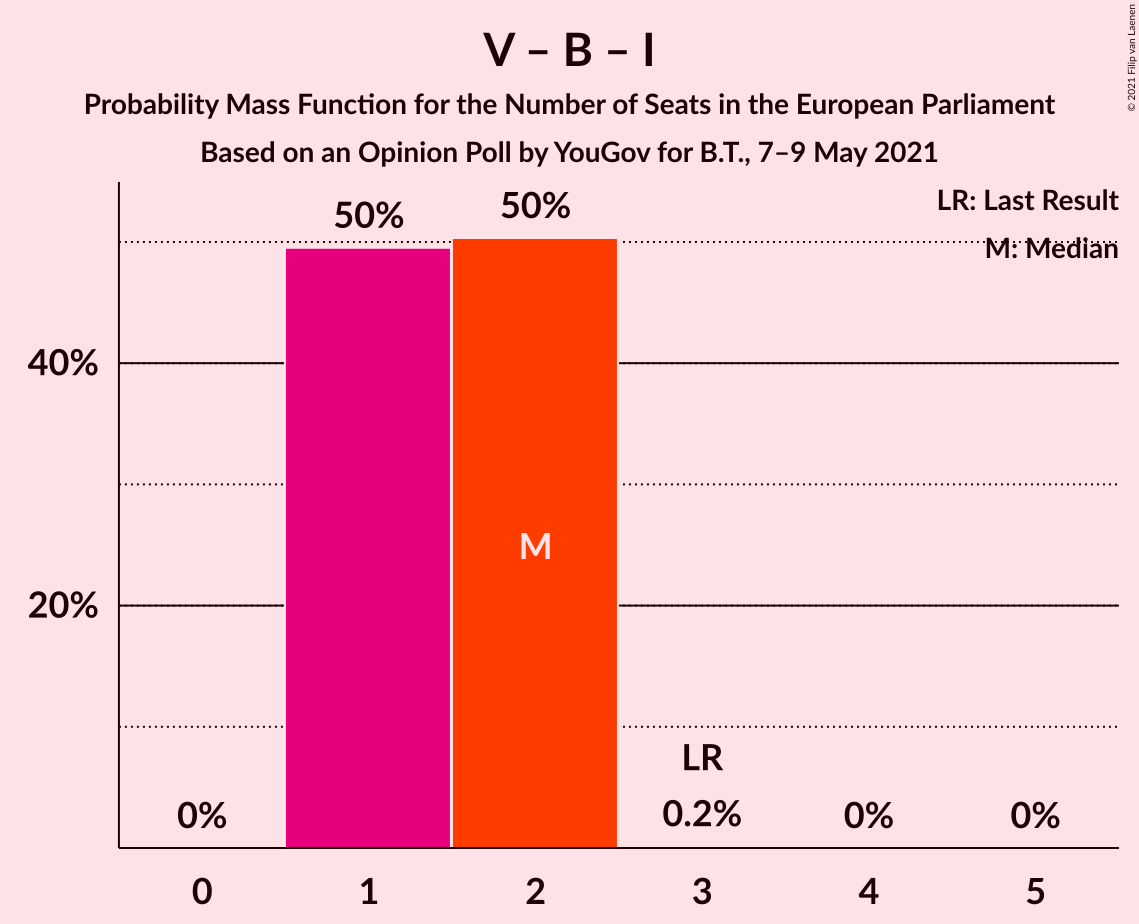 V – B – I
Probability Mass Function for the Number of Seats in the European Parliament
Based on an Opinion Poll by YouGov for B.T., 7–9 May 2021
© 2021 Filip van Laenen
LR: Last Result
M: Median
50%
50%
40%
20%
M
LR
0%
0.2%
0%
0%
0
1
2
3
4
5